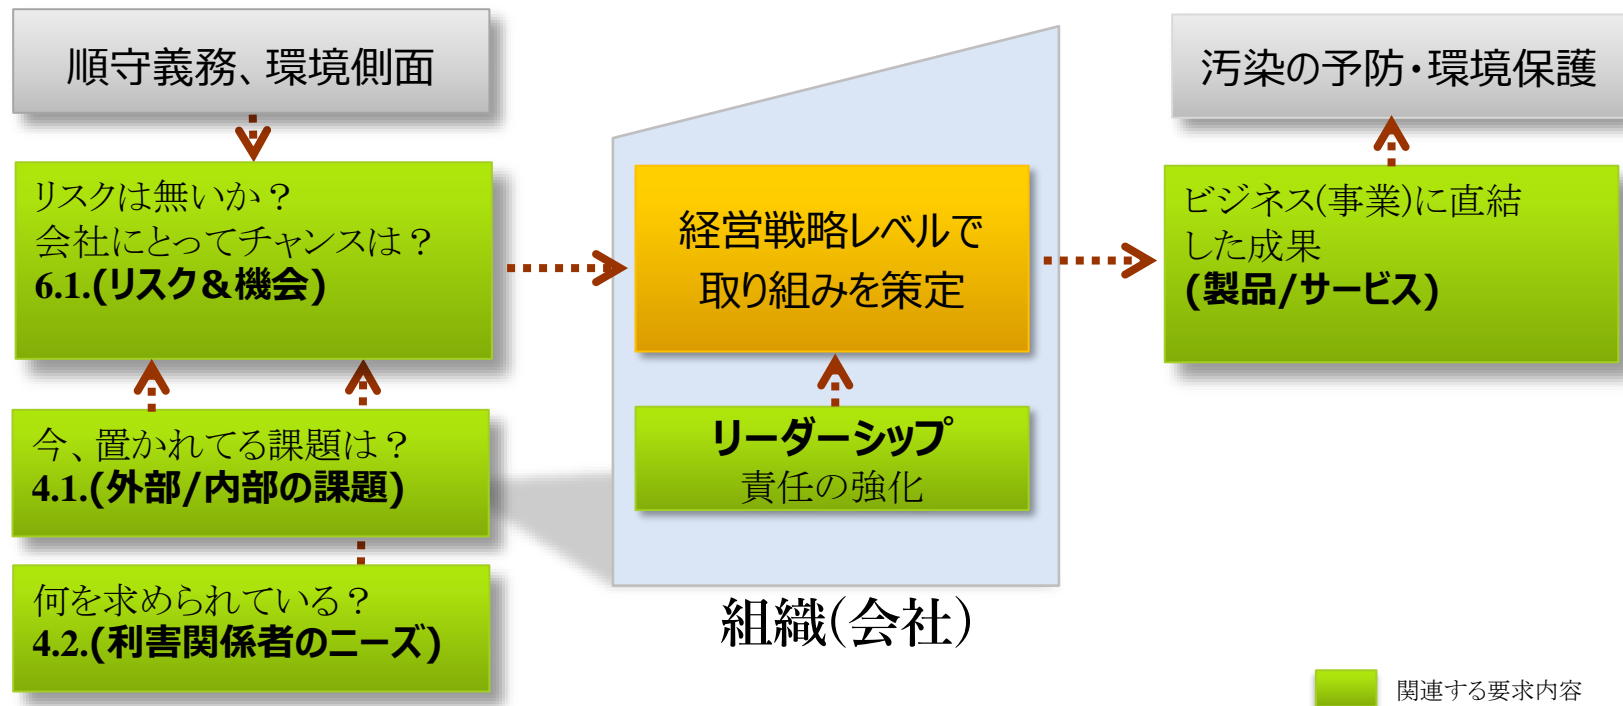 順守義務、環境側面
リスクは無いか？
会社にとってチャンスは？
6.1.(リスク＆機会)
今、置かれてる課題は？
4.1.(外部/内部の課題)
何を求められている？
4.2.(利害関係者のニーズ)
経営戦略レベルで
取り組みを策定
リーダーシップ
責任の強化
組織(会社)
汚染の予防・環境保護
ビジネス(事業)に直結
した成果
(製品/サービス)
関連する要求内容